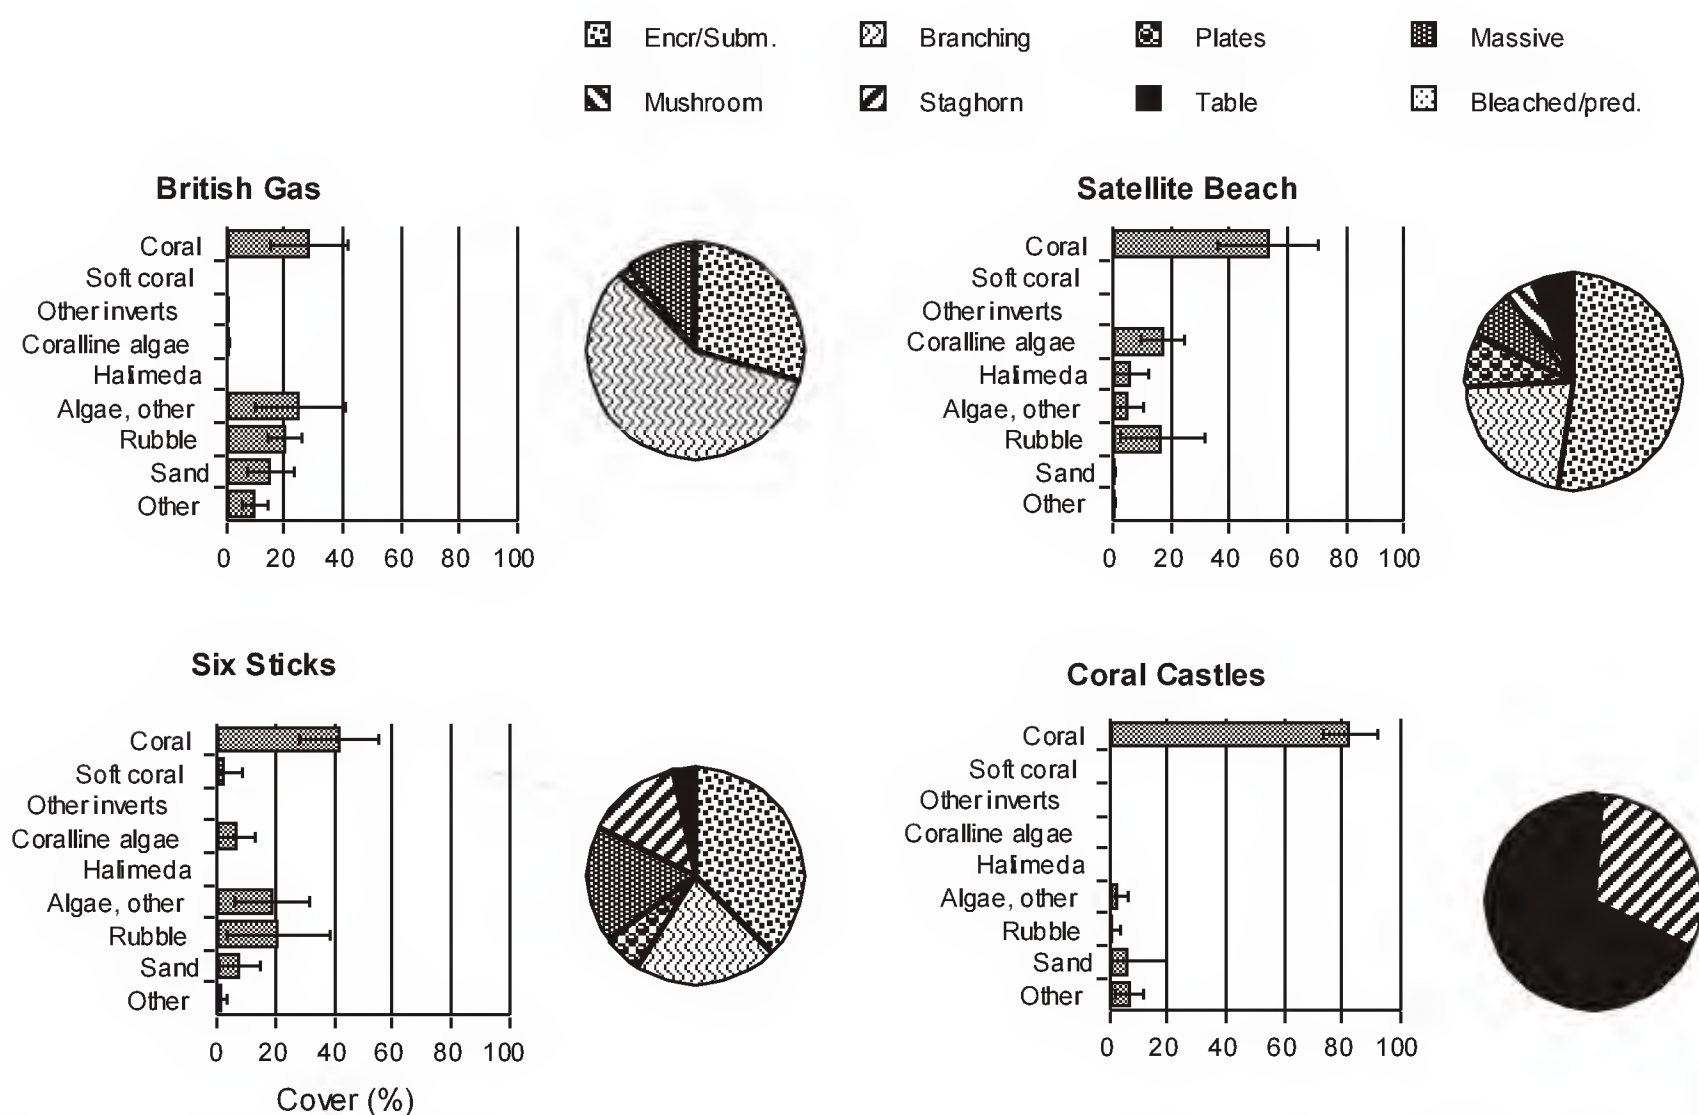 Encr/Subm. Branching Plates Massive
Mushroom Staghorn Table Bleached/pred.
British Gas
Coral
Soft coral
Other inverts
Coralline algae
Halimeda
Algae, other
Rubble
Sand
Other
0 20 40 60 80 100
Satellite Beach
Coral
Soft coral
Other inverts
Coralline algae
Halimeda
Algae, other
Rubble
Sand
Other
0 20 40 60 80 100
Six Sticks
Coral
Soft coral
Other inverts
Coralline algae
Halimeda
Algae, other
Rubble
Sand
Other
0 20 40 60 80 100
Cover (%)
Coral Castles
Coral
Soft coral
Other inverts
Coralline algae
Halimeda
Algae, other
Rubble
Sand
Other
0 20 40 60 80 100